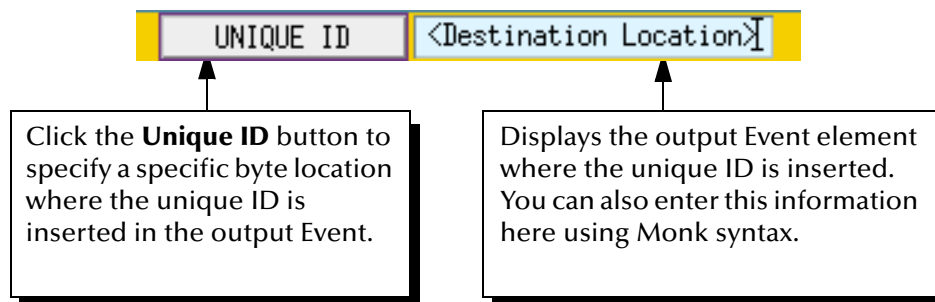 UNIQUE ID <Destination Location>
Click the Unique ID button to
specify a specific byte location
where the unique ID is
inserted in the output Event.
Displays the output Event element
where the unique ID is inserted.
You can also enter this information
here using Monk syntax.